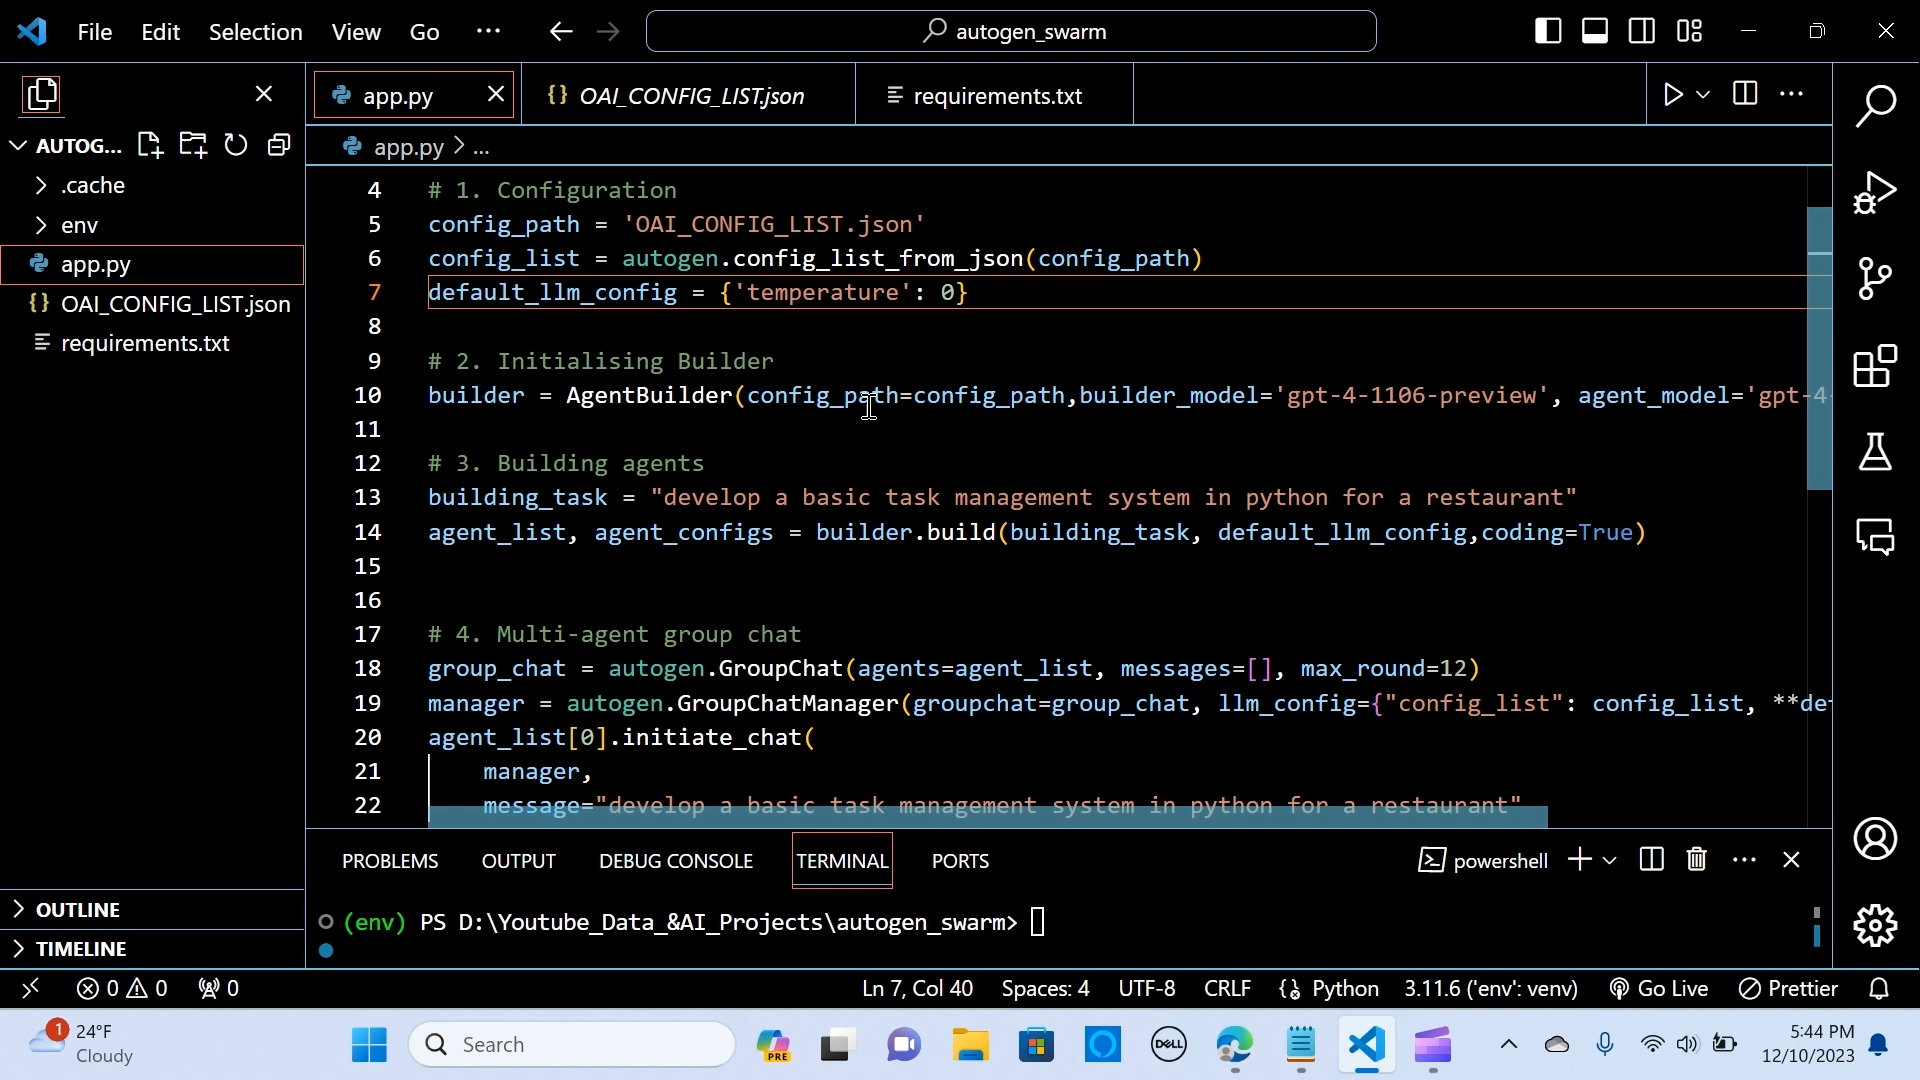 File Edit Selection View Go ··· autogen_swarm
app.py OAI_CONFIG_LIST.json requirements.txt
AUTOG...
.cache
env
app.py
OAI_CONFIG_LIST.json
requirements.txt
OUTLINE
TIMELINE
app.py > ...
4 # 1. Configuration
5 config_path = 'OAI_CONFIG_LIST.json'
6 config_list = autogen.config_list_from_json(config_path)
7 default_llm_config = {'temperature': 0}
8
9 # 2. Initialising Builder
10 builder = AgentBuilder(config_path=config_path,builder_model='gpt-4-1106-preview', agent_model='gpt-4-
11
12 # 3. Building agents
13 building_task = "develop a basic task management system in python for a restaurant"
14 agent_list, agent_configs = builder.build(building_task, default_llm_config,coding=True)
15
16
17 # 4. Multi-agent group chat
18 group_chat = autogen.GroupChat(agents=agent_list, messages=[], max_round=12)
19 manager = autogen.GroupChatManager(groupchat=group_chat, llm_config={"config_list": config_list, **de
20 agent_list[0].initiate_chat(
21 manager,
22 message="develop a basic task management system in python for a restaurant"
PROBLEMS OUTPUT DEBUG CONSOLE TERMINAL PORTS powershell
(env) PS D:\Youtube_Data_&AI_Projects\autogen_swarm>
0 0 0 Ln 7, Col 40 Spaces: 4 UTF-8 CRLF Python 3.11.6 ('env': venv) Go Live Prettier
1 24°F
Cloudy
Search
PRE
DELL
5:44 PM
12/10/2023